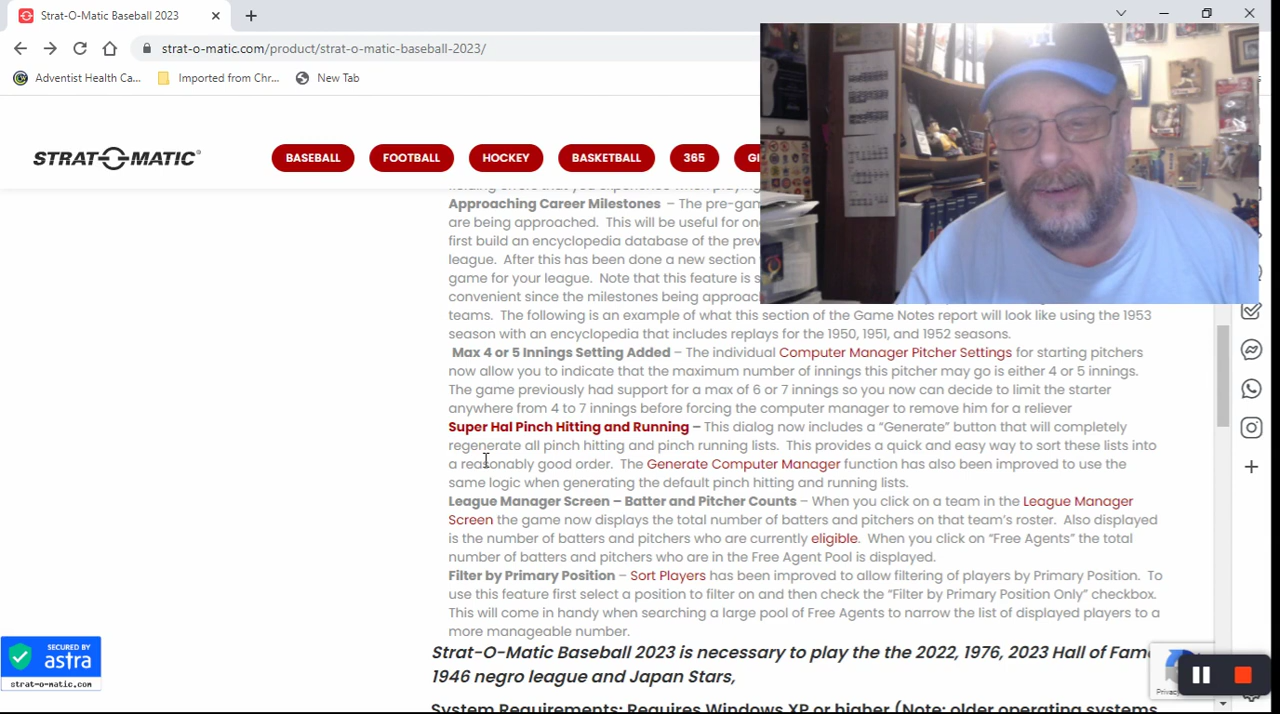 Strat-O-Matic Baseball 2023
strat-o-matic.com/product/strat-o-matic-baseball-2023/
Adventist Health Ca...
Imported from Chr...
New Tab
STRAT-O-MATIC®
BASEBALL
FOOTBALL
HOCKEY
BASKETBALL
365
Approaching Career Milestones – The pre-gam
are being approached. This will be useful for on
first build an encyclopedia database of the prev
league. After this has been done a new section
game for your league. Note that this feature is s
convenient since the milestones being approac
teams. The following is an example of what this section of the Game Notes report will look like using the 1953
season with an encyclopedia that includes replays for the 1950, 1951, and 1952 seasons.
Max 4 or 5 Innings Setting Added – The individual Computer Manager Pitcher Settings for starting pitchers
now allow you to indicate that the maximum number of innings this pitcher may go is either 4 or 5 innings.
The game previously had support for a max of 6 or 7 innings so you now can decide to limit the starter
anywhere from 4 to 7 innings before forcing the computer manager to remove him for a reliever
Super Hal Pinch Hitting and Running – This dialog now includes a “Generate” button that will completely
regenerate all pinch hitting and pinch running lists. This provides a quick and easy way to sort these lists into
a reasonably good order. The Generate Computer Manager function has also been improved to use the
same logic when generating the default pinch hitting and running lists.
League Manager Screen – Batter and Pitcher Counts – When you click on a team in the League Manager
Screen the game now displays the total number of batters and pitchers on that team’s roster. Also displayed
is the number of batters and pitchers who are currently eligible. When you click on “Free Agents” the total
number of batters and pitchers who are in the Free Agent Pool is displayed.
Filter by Primary Position – Sort Players has been improved to allow filtering of players by Primary Position. To
use this feature first select a position to filter on and then check the “Filter by Primary Position Only” checkbox.
This will come in handy when searching a large pool of Free Agents to narrow the list of displayed players to a
more manageable number.
Strat-O-Matic Baseball 2023 is necessary to play the the 2022, 1976, 2023 Hall of Fame
1946 negro league and Japan Stars,
System Requirements: Requires Windows XP or higher (Note: older operating systems
SECURED BY
astra
strat-o-matic.com